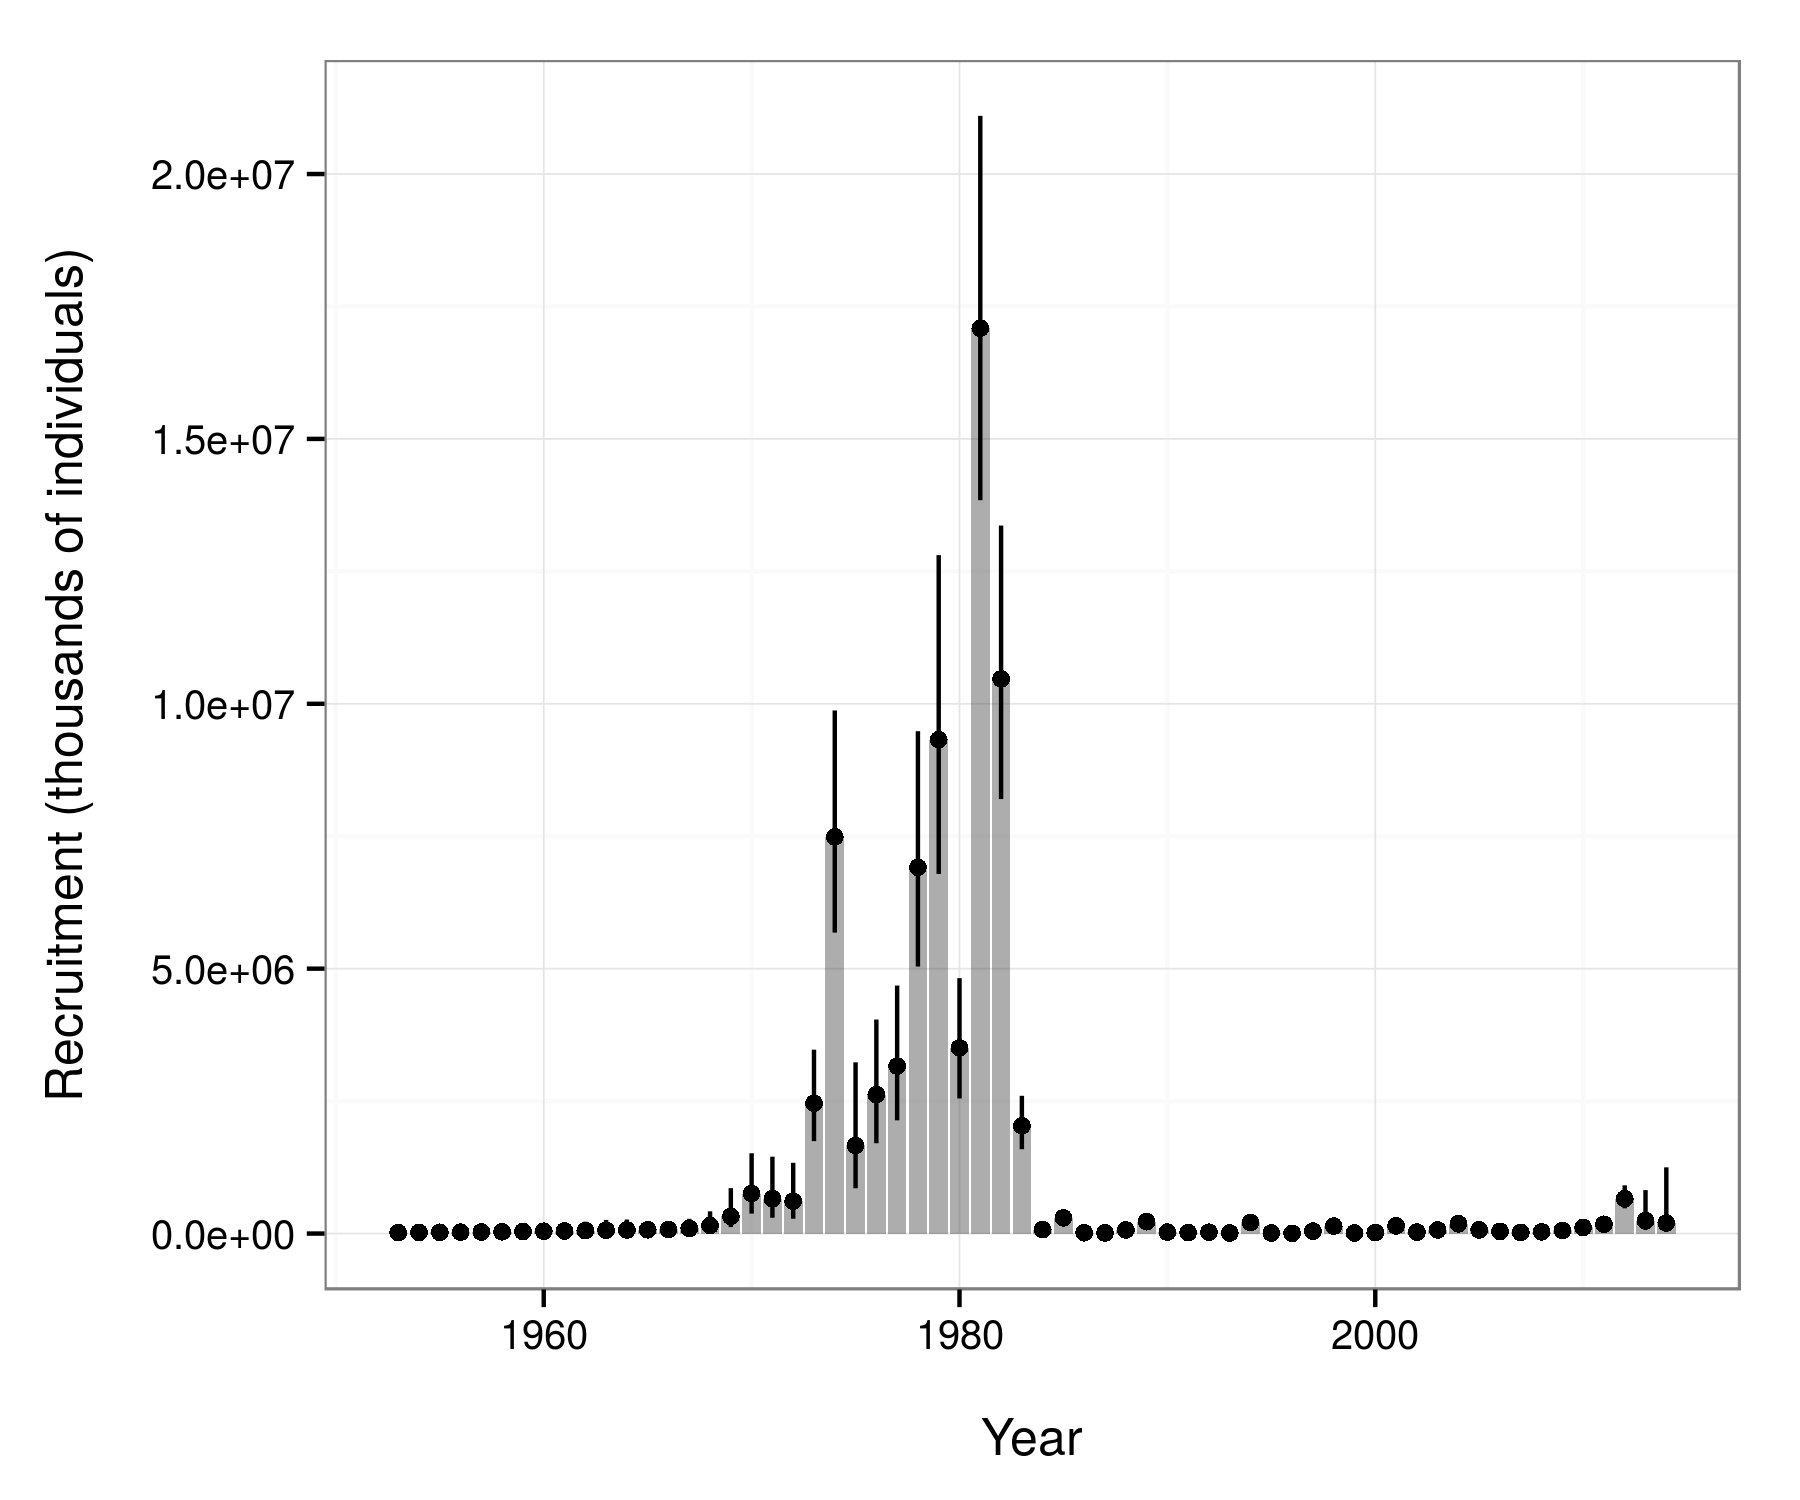 Recruitment (thousands of individuals)
2.0e+07
1.5e+07
1.0e+07
5.0e+06
0.0e+00
1960 1980 2000
Year